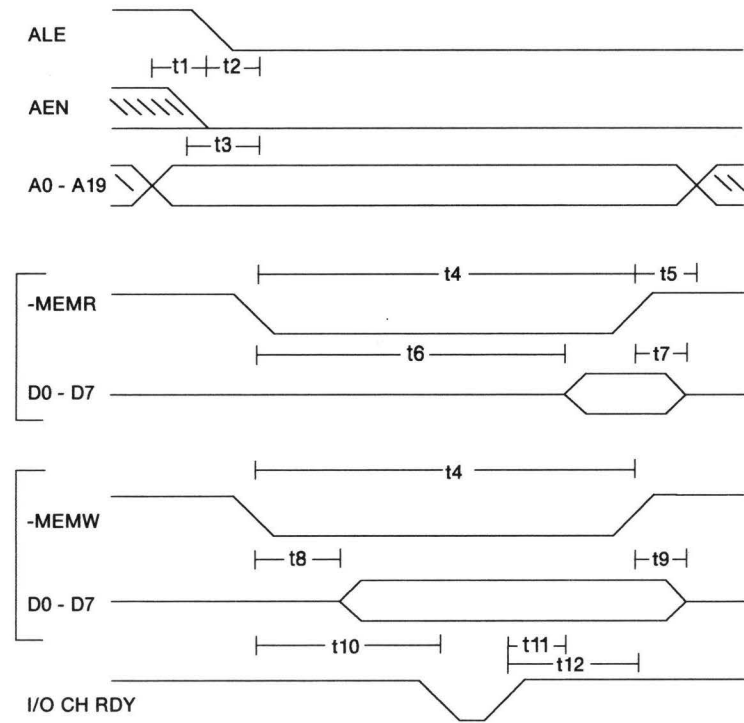 ALE
t1 t2
AEN
t3
A0 - A19
t4 t5
-MEMR
t6 t7
D0 - D7
t4
-MEMW
t8 t9
D0 - D7
t10 t11
t12
I/O CH RDY